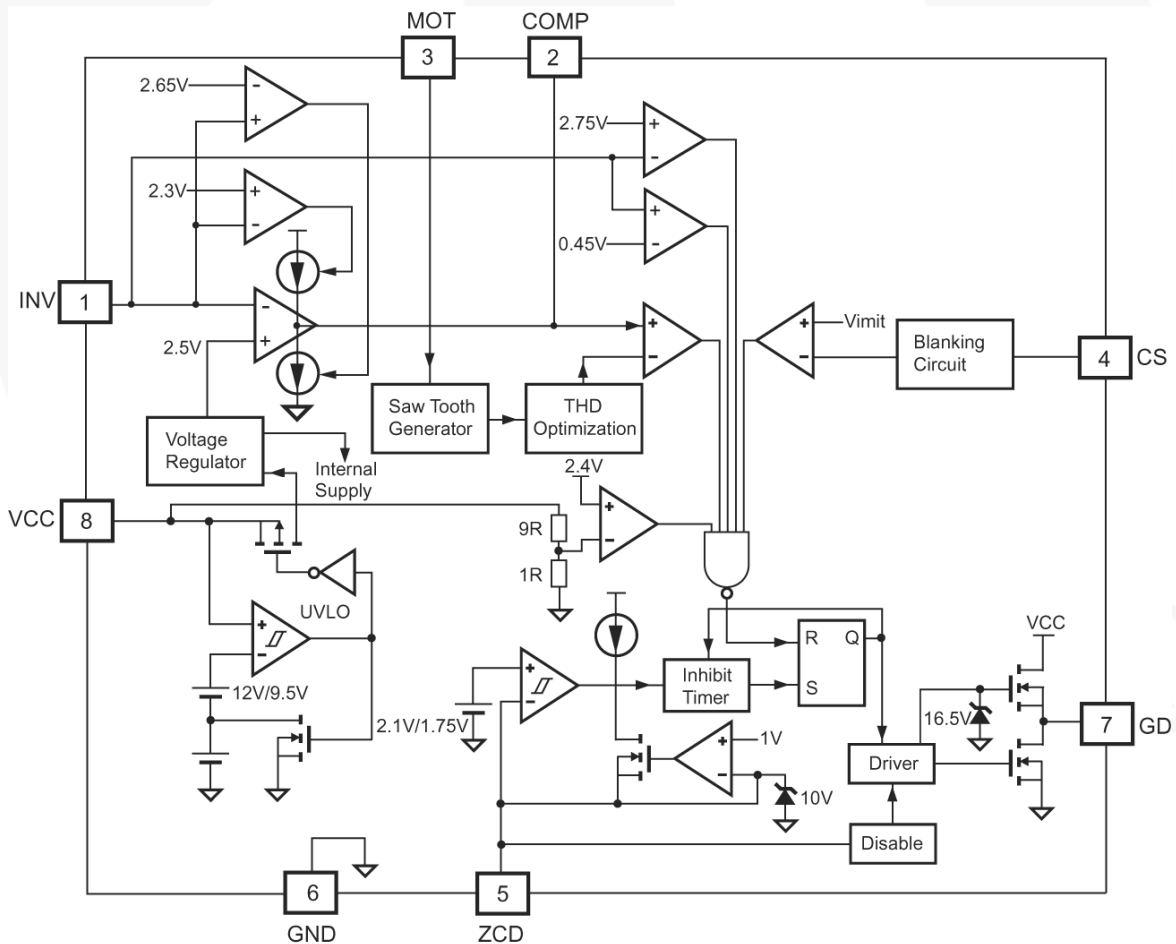 MOT
COMP
3
2
2.65V
-
+
2.75V
+
-
2.3V
+
-
+
0.45V
-
INV
1
-
+
2.5V
+
-
+
Vimit
-
Blanking
Circuit
4
CS
Saw Tooth
Generator
THD
Optimization
Voltage
Regulator
Internal
Supply
2.4V
+
-
VCC
8
9R
1R
UVLO
+
-
12V/9.5V
R
Q
S
Inhibit
Timer
+
-
2.1V/1.75V
+
1V
-
10V
VCC
16.5V
7
GD
Driver
Disable
6
GND
5
ZCD